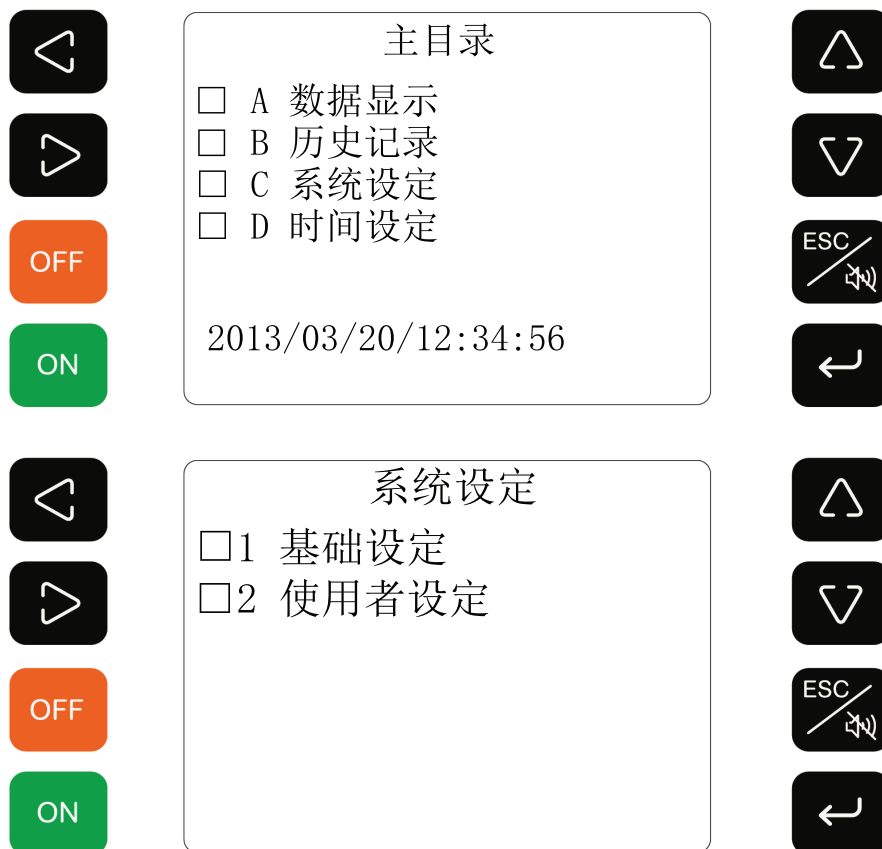 主目录
□ A 数据显示
□ B 历史记录
□ C 系统设定
□ D 时间设定
2013/03/20/12:34:56
OFF
ESC
ON
系统设定
□1 基础设定
□2 使用者设定
OFF
ESC
ON